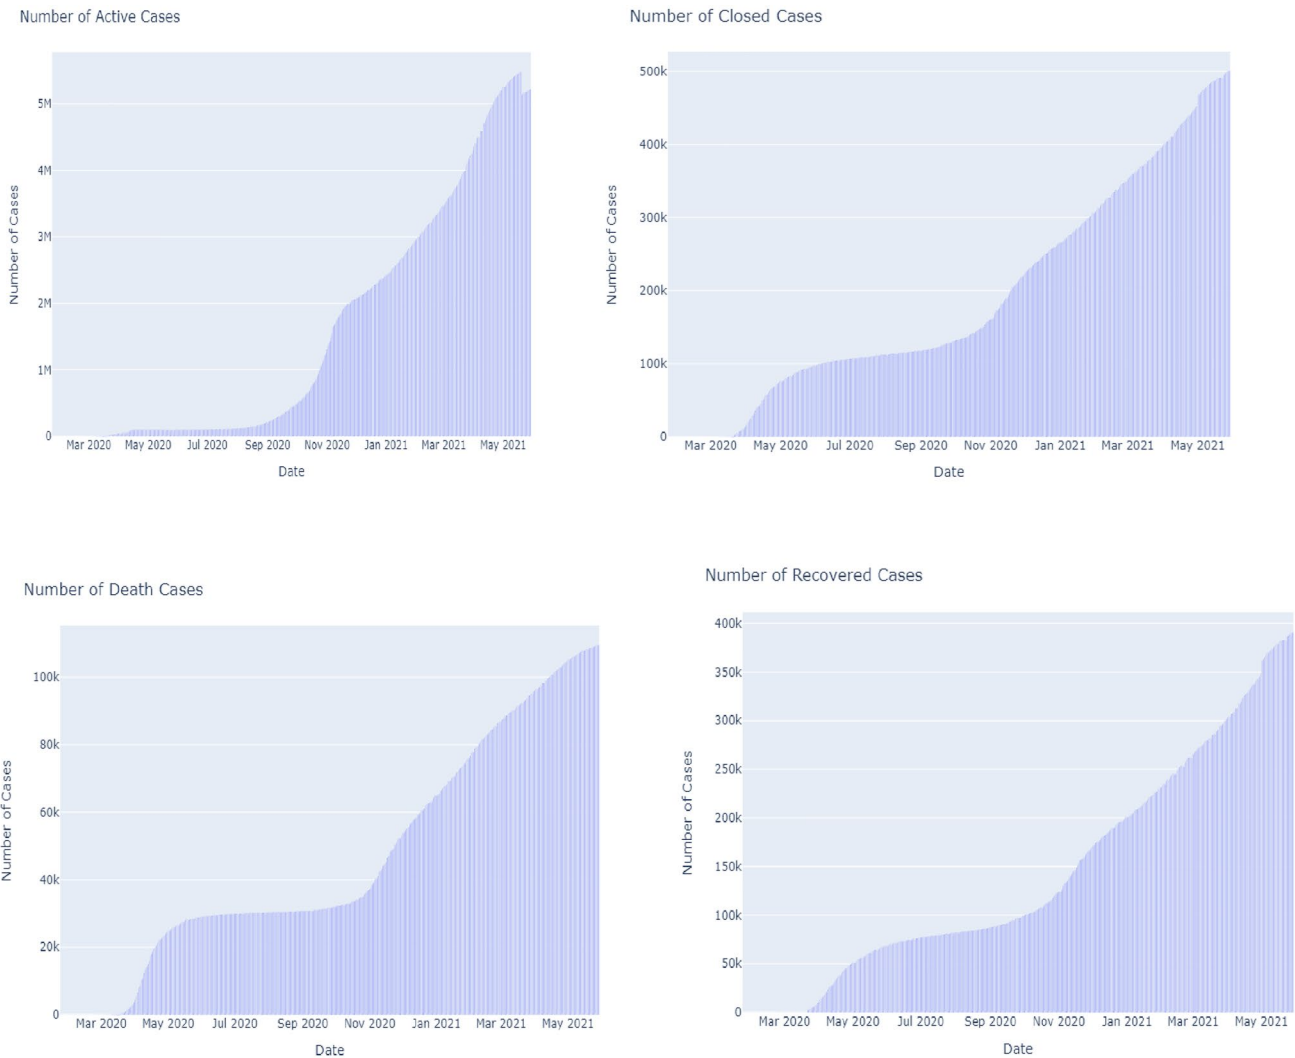 Number of Active Cases
5M
4M
3M
2M
1M
0
Number of Cases
Mar 2020 May 2020 Jul 2020 Sep 2020 Nov 2020 Jan 2021 Mar 2021 May 2021
Date
Number of Closed Cases
500k
400k
300k
200k
100k
0
Number of Cases
Mar 2020 May 2020 Jul 2020 Sep 2020 Nov 2020 Jan 2021 Mar 2021 May 2021
Date
Number of Death Cases
100k
80k
60k
40k
20k
0
Number of Cases
Mar 2020 May 2020 Jul 2020 Sep 2020 Nov 2020 Jan 2021 Mar 2021 May 2021
Date
Number of Recovered Cases
400k
350k
300k
250k
200k
150k
100k
50k
0
Number of Cases
Mar 2020 May 2020 Jul 2020 Sep 2020 Nov 2020 Jan 2021 Mar 2021 May 2021
Date